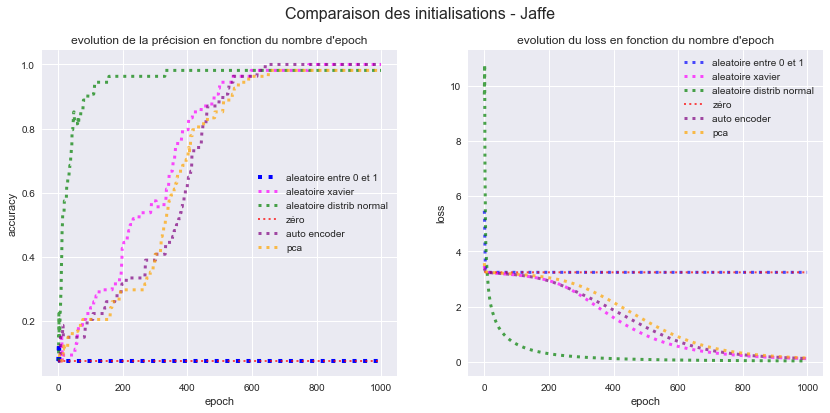 Comparaison des initialisations - Jaffe
evolution de la précision en fonction du nombre d'epoch
1.0
0.8
0.6
0.4
0.2
accuracy
aleatoire entre 0 et 1
aleatoire xavier
aleatoire distrib normal
zéro
auto encoder
pca
0
200
400
600
800
1000
epoch
evolution du loss en fonction du nombre d'epoch
10
8
6
4
2
0
loss
aleatoire entre 0 et 1
aleatoire xavier
aleatoire distrib normal
zéro
auto encoder
pca
0
200
400
600
800
1000
epoch